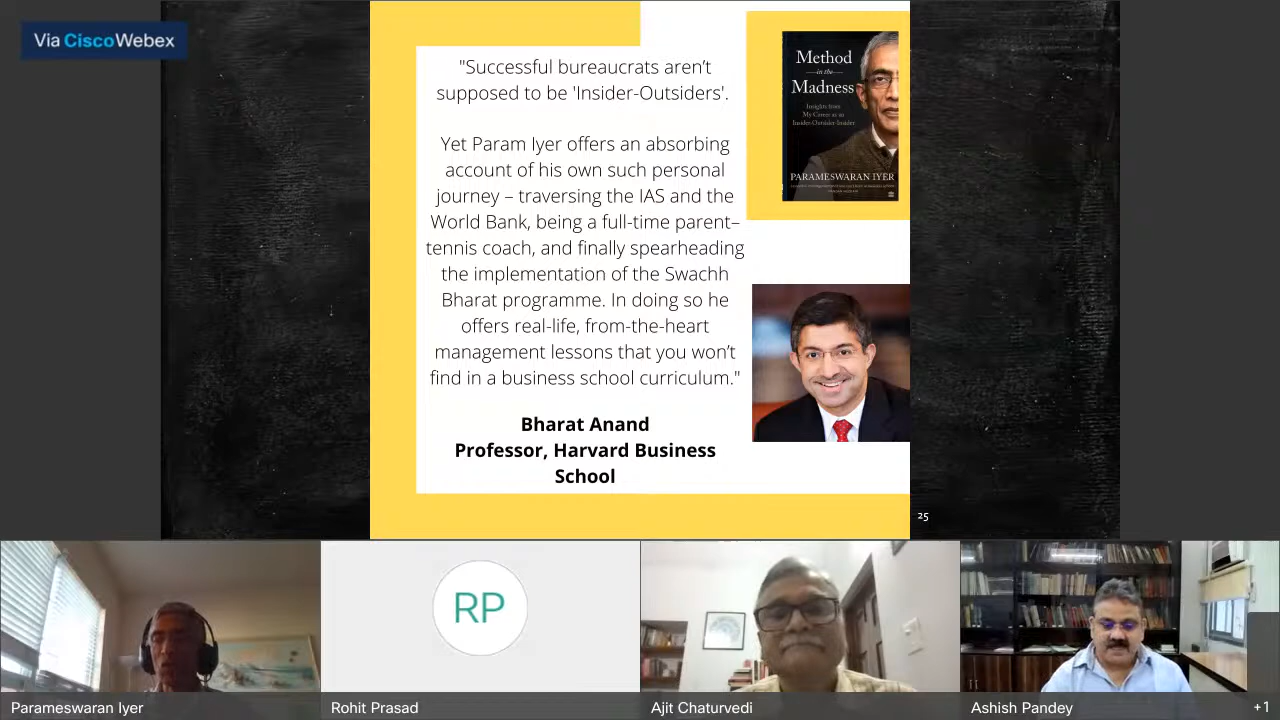 Via CiscoWebex
"Successful bureaucrats aren't
supposed to be 'Insider-Outsiders'.
Yet Param Iyer offers an absorbing
account of his own such personal
journey – traversing the IAS and the
World Bank, being a full-time parent–
tennis coach, and finally spearheading
the implementation of the Swachh
Bharat programme. In doing so he
offers real life, from-the-heart
management lessons that you won't
find in a business school curriculum."
Bharat Anand
Professor, Harvard Business
School
Method
in the
Madness
Insights from
My Career as an
Insider-Outsider-Insider
PARAMESWARAN IYER
25
Parameswaran Iyer
RP
Rohit Prasad
Ajit Chaturvedi
Ashish Pandey
+1